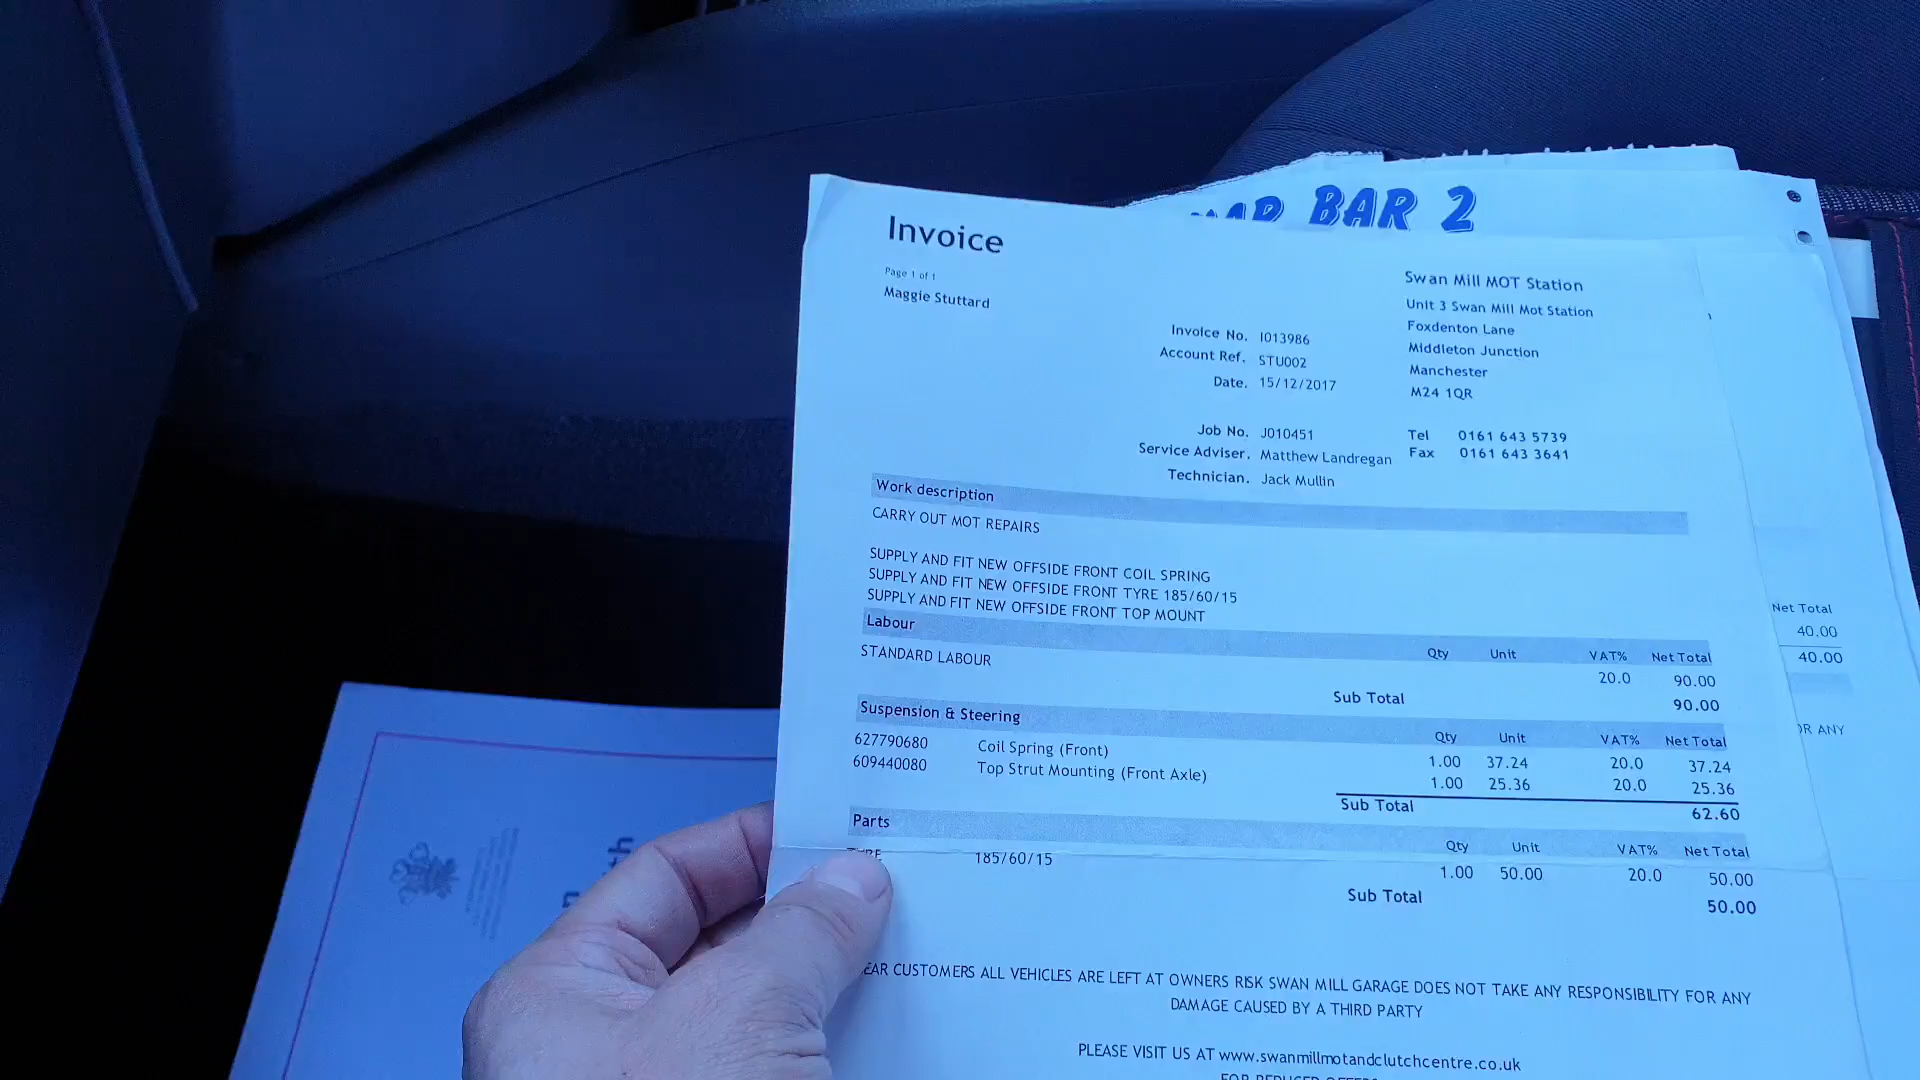 BAR 2
Invoice
Page 1 of 1
Maggie Stuttard
Swan Mill MOT Station
Unit 3 Swan Mill Mot Station
Foxdenton Lane
Middleton Junction
Manchester
M24 1QR
Tel 0161 643 5739
Fax 0161 643 3641
Invoice No. I013986
Account Ref. STU002
Date. 15/12/2017
Job No. J010451
Service Adviser. Matthew Landregan
Technician. Jack Mullin
Work description
CARRY OUT MOT REPAIRS
SUPPLY AND FIT NEW OFFSIDE FRONT COIL SPRING
SUPPLY AND FIT NEW OFFSIDE FRONT TYRE 185/60/15
SUPPLY AND FIT NEW OFFSIDE FRONT TOP MOUNT
Labour Qty Unit VAT% Net Total
STANDARD LABOUR 20.0 90.00
Sub Total 90.00
Suspension & Steering Qty Unit VAT% Net Total
627790680 Coil Spring (Front) 1.00 37.24 20.0 37.24
609440080 Top Strut Mounting (Front Axle) 1.00 25.36 20.0 25.36
Sub Total 62.60
Parts Qty Unit VAT% Net Total
TYRE 185/60/15 1.00 50.00 20.0 50.00
Sub Total 50.00
EAR CUSTOMERS ALL VEHICLES ARE LEFT AT OWNERS RISK SWAN MILL GARAGE DOES NOT TAKE ANY RESPONSIBILITY FOR ANY
DAMAGE CAUSED BY A THIRD PARTY
PLEASE VISIT US AT www.swanmillmotandclutchcentre.co.uk
FOR REDUCED OFFERS
Net Total
40.00
40.00
OR ANY